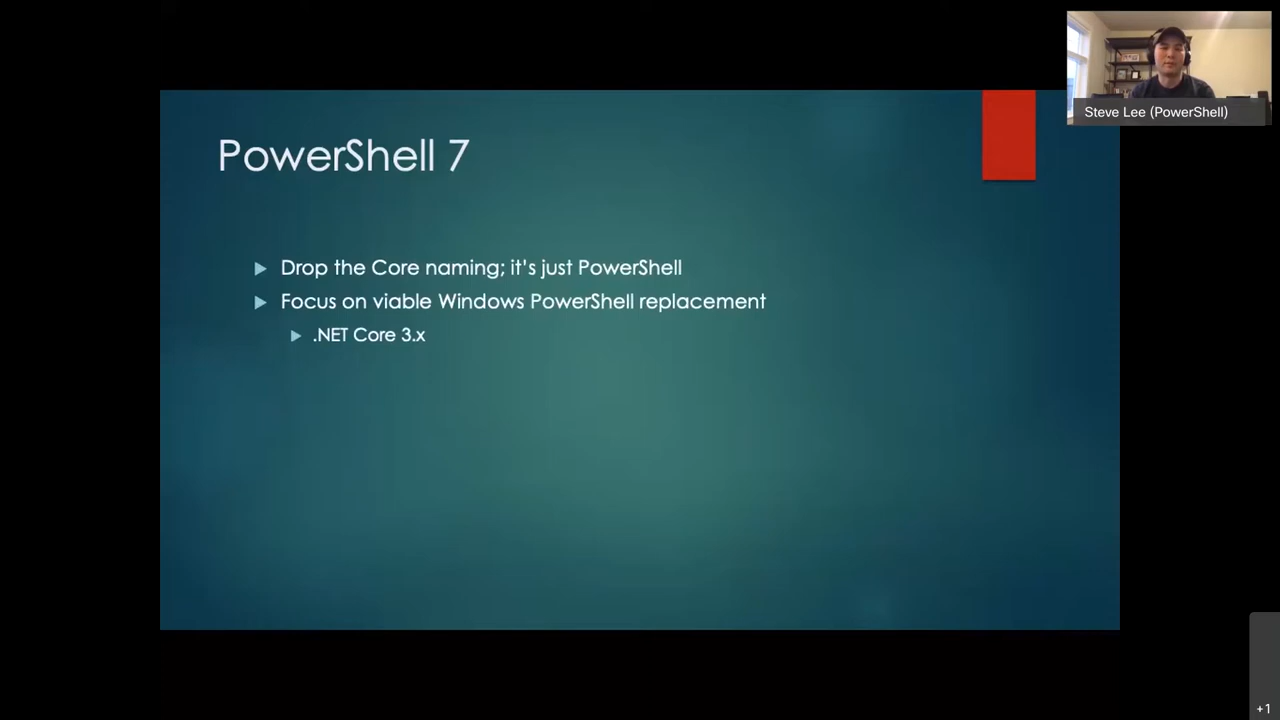 Steve Lee (PowerShell)
PowerShell 7
Drop the Core naming; it's just PowerShell
Focus on viable Windows PowerShell replacement
.NET Core 3.x
+1